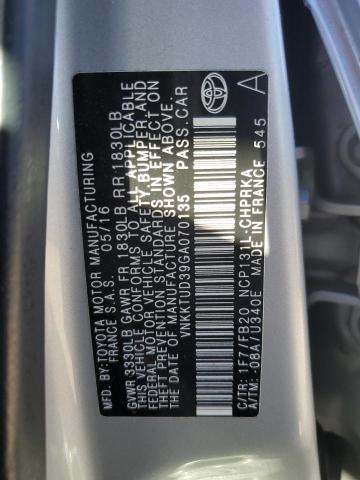 MFD. BY:TOYOTA MOTOR MANUFACTURING
FRANCE S.A.S. 05/16
GVWR 3330LB GAWR FR 1830LB RR 1830LB
THIS VEHICLE CONFORMS TO ALL APPLICABLE
FEDERAL MOTOR VEHICLE SAFETY, BUMPER AND
THEFT PREVENTION STANDARDS IN EFFECT ON
THE DATE OF MANUFACTURE SHOWN ABOVE.
VNKKTUD39GA070135 PASS.CAR
A
C/TR: 1F7/FB20 NCP131L-CHPRKA
A/TM: -08A/U340E MADE IN FRANCE 545